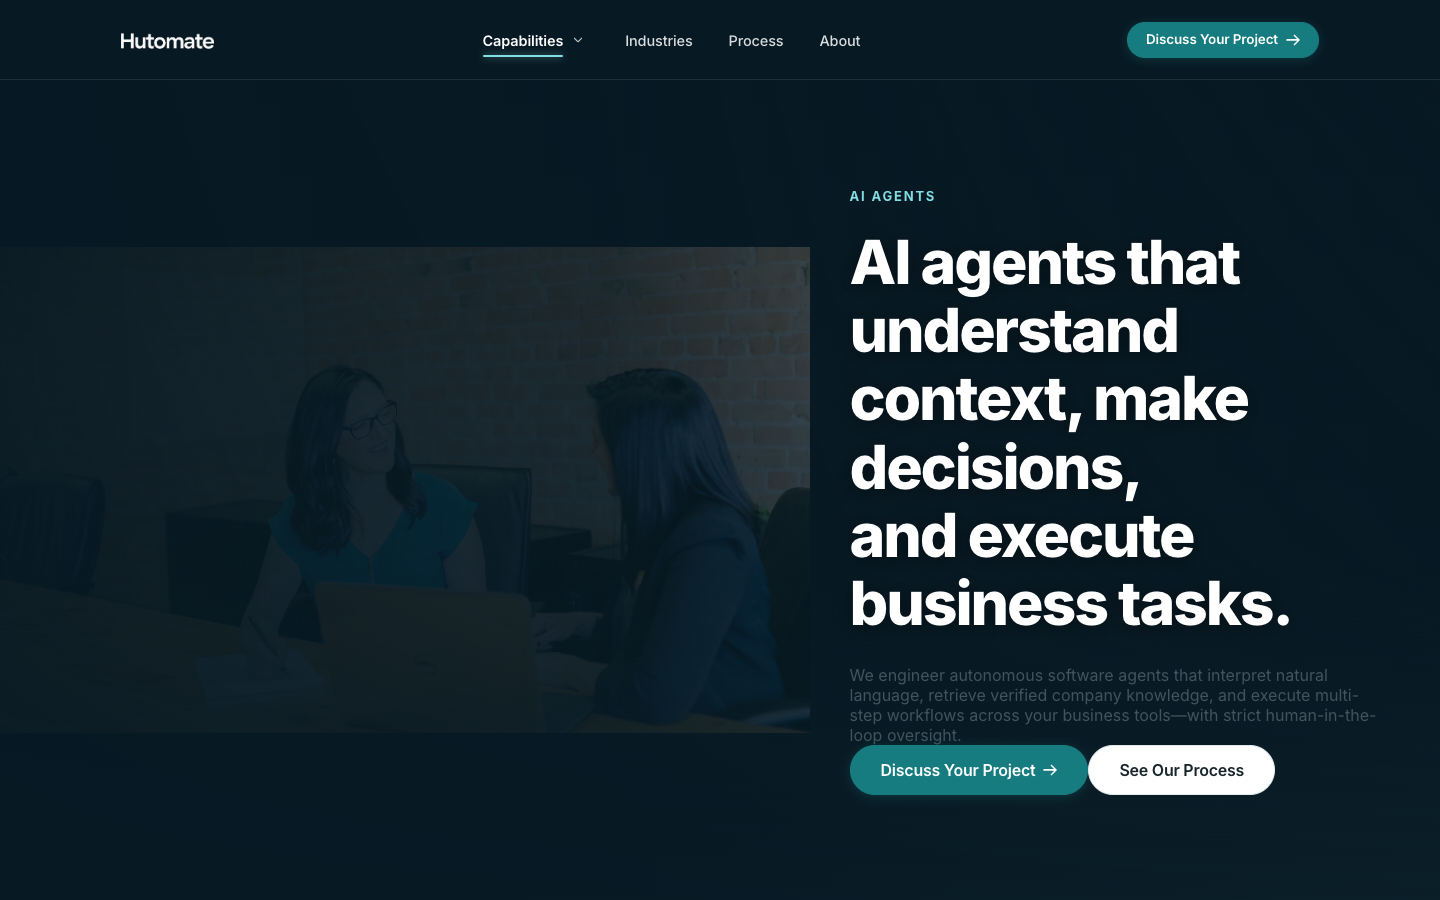 Hutomate
Capabilities
Industries
Process
About
Discuss Your Project
AI AGENTS
AI agents that
understand
context, make
decisions,
and execute
business tasks.
We engineer autonomous software agents that interpret natural
language, retrieve verified company knowledge, and execute multi-
step workflows across your business tools—with strict human-in-the-
loop oversight.
Discuss Your Project
See Our Process